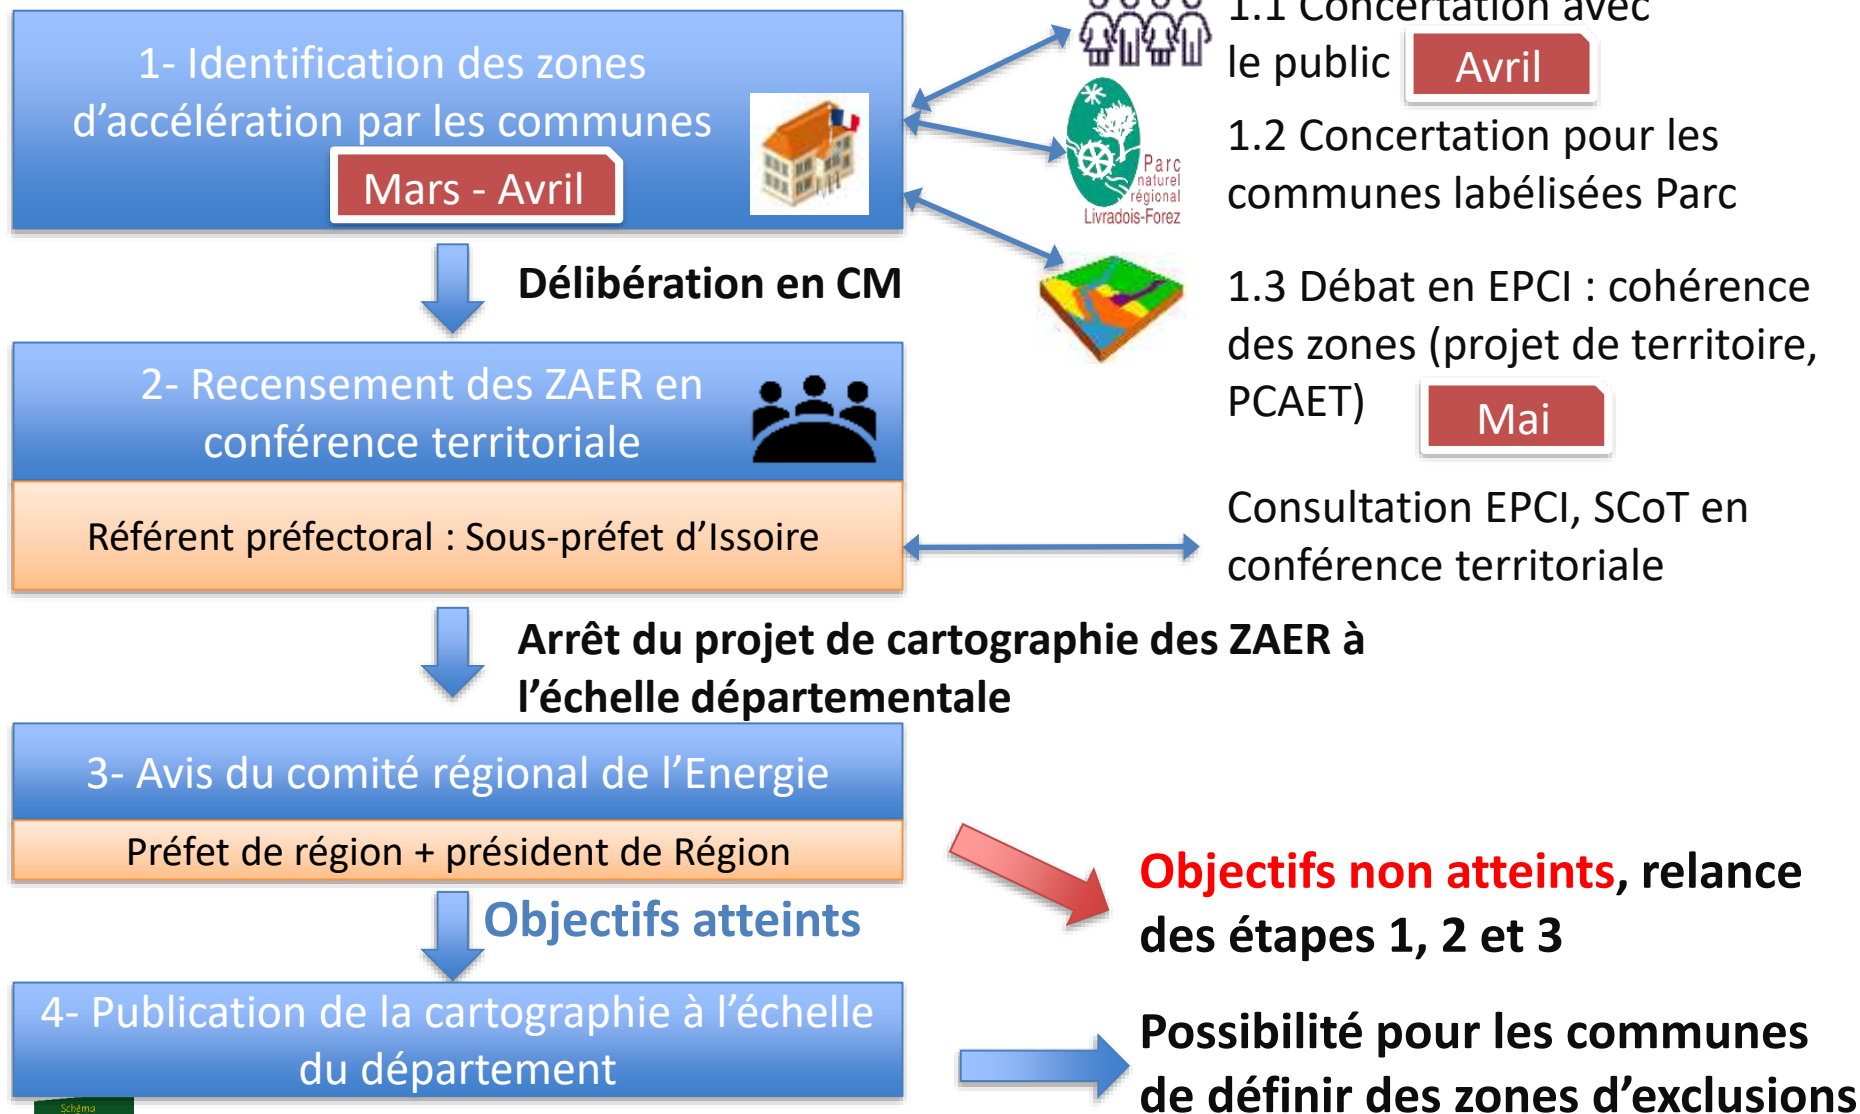 1- Identification des zones
d’accélération par les communes
Mars - Avril
1.1 Concertation avec
le public
Avril
Parc
naturel
régional
Livradois-Forez
1.2 Concertation pour les
communes labélisées Parc
Délibération en CM
1.3 Débat en EPCI : cohérence
des zones (projet de territoire,
PCAET)
Mai
2- Recensement des ZAER en
conférence territoriale
Référent préfectoral : Sous-préfet d’Issoire
Consultation EPCI, SCoT en
conférence territoriale
Arrêt du projet de cartographie des ZAER à
l’échelle départementale
3- Avis du comité régional de l’Energie
Préfet de région + président de Région
Objectifs non atteints, relance
des étapes 1, 2 et 3
Objectifs atteints
4- Publication de la cartographie à l’échelle
du département
Possibilité pour les communes
de définir des zones d’exclusions
Schéma